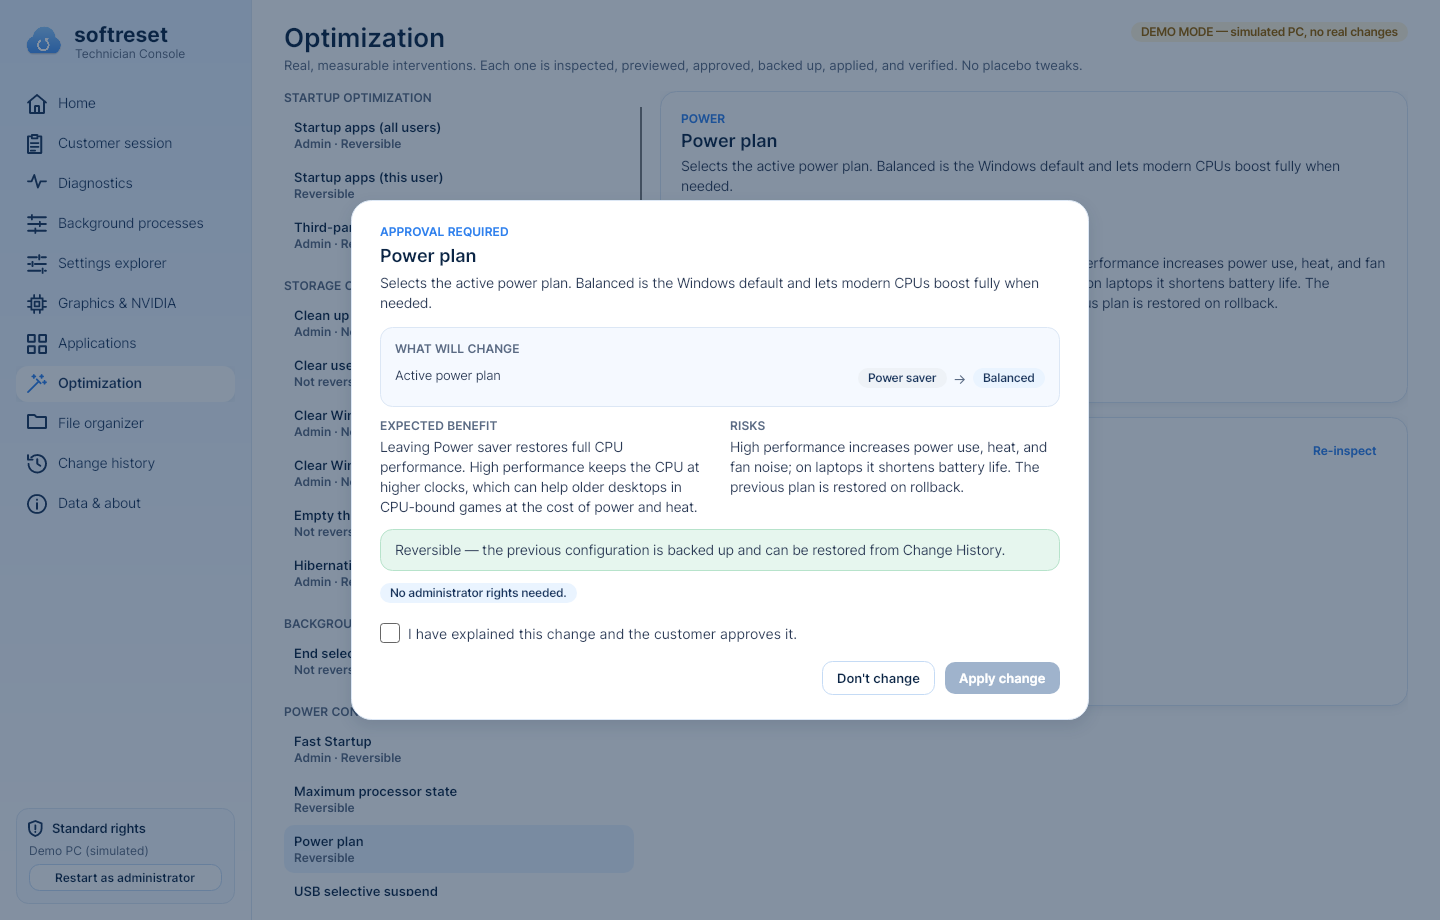 softreset
Technician Console
Home
Customer session
Diagnostics
Background processes
Settings explorer
Graphics & NVIDIA
Applications
Optimization
File organizer
Change history
Data & about
Standard rights
Demo PC (simulated)
Restart as administrator
Optimization
DEMO MODE — simulated PC, no real changes
Real, measurable interventions. Each one is inspected, previewed, approved, backed up, applied, and verified. No placebo tweaks.
STARTUP OPTIMIZATION
Startup apps (all users)
Admin · Reversible
Startup apps (this user)
Reversible
Third-pa
Admin · R
STORAGE
Clean up
Admin · N
Clear use
Not revers
Clear Wi
Admin · N
Clear Wi
Admin · N
Empty th
Not revers
Hibernati
Admin · Re
BACKGROU
End selec
Not revers
POWER CON
Fast Startup
Admin · Reversible
Maximum processor state
Reversible
Power plan
Reversible
USB selective suspend
POWER
Power plan
Selects the active power plan. Balanced is the Windows default and lets modern CPUs boost fully when
needed.
erformance increases power use, heat, and fan
on laptops it shortens battery life. The
us plan is restored on rollback.
Re-inspect
APPROVAL REQUIRED
Power plan
Selects the active power plan. Balanced is the Windows default and lets modern CPUs boost fully when
needed.
WHAT WILL CHANGE
Active power plan
Power saver → Balanced
EXPECTED BENEFIT
Leaving Power saver restores full CPU
performance. High performance keeps the CPU at
higher clocks, which can help older desktops in
CPU-bound games at the cost of power and heat.
RISKS
High performance increases power use, heat, and
fan noise; on laptops it shortens battery life. The
previous plan is restored on rollback.
Reversible — the previous configuration is backed up and can be restored from Change History.
No administrator rights needed.
I have explained this change and the customer approves it.
Don't change
Apply change